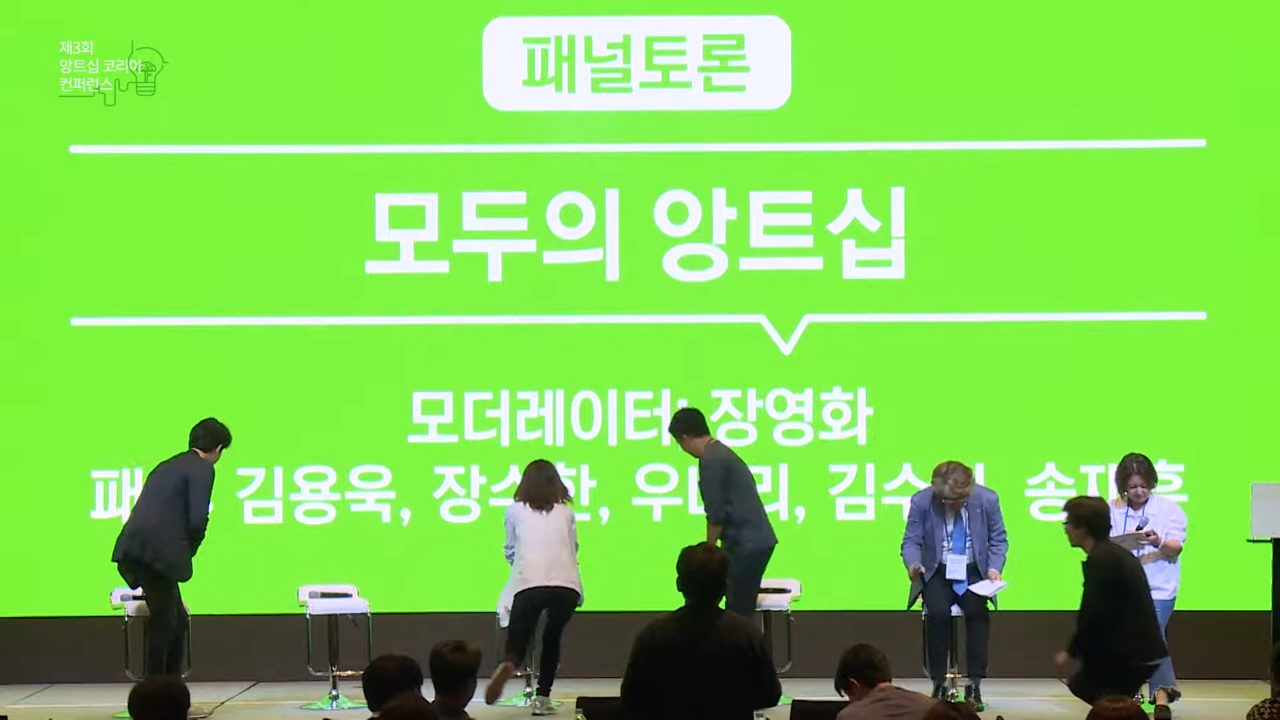 제3회
앙트십 코리아
컨퍼런스
패널토론
모두의 앙트십
모더레이터: 장영화
김용욱,